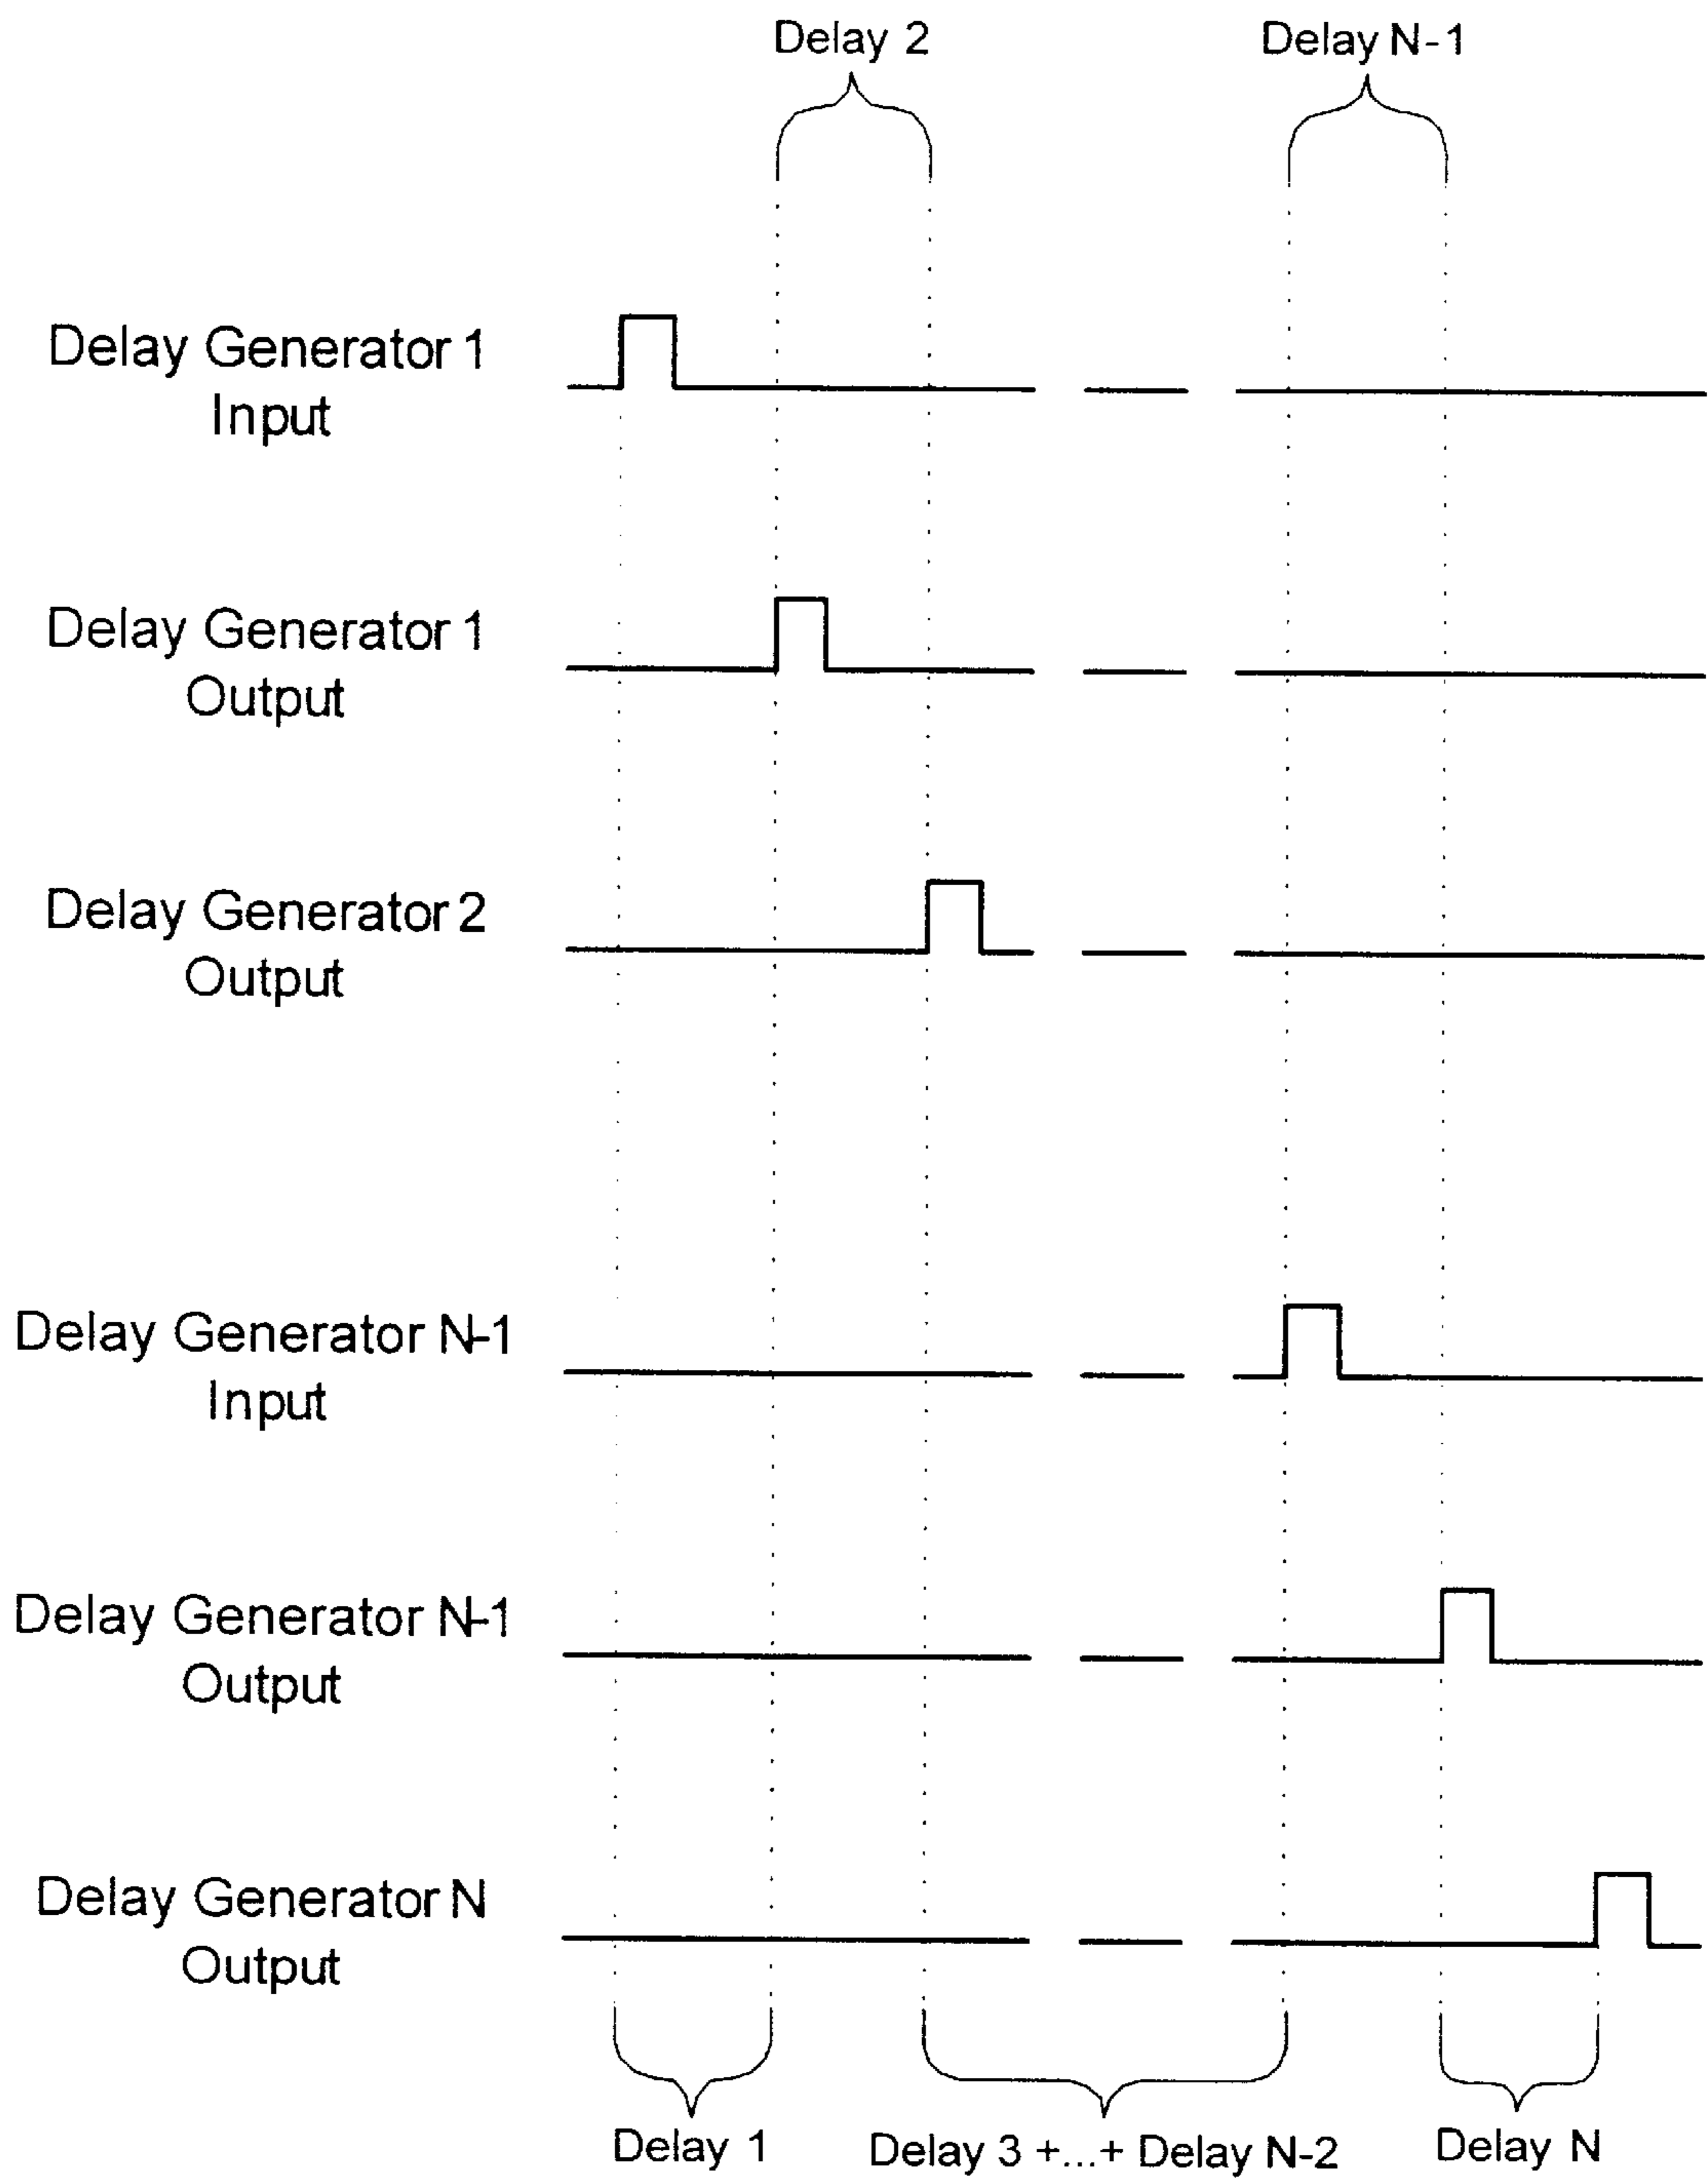 Delay 2
Delay N-1
Delay Generator 1
Input
Delay Generator 1
Output
Delay Generator 2
Output
Delay Generator N-1
Input
Delay Generator N-1
Output
Delay Generator N
Output
Delay 1
Delay 3 +...+ Delay N-2
Delay N